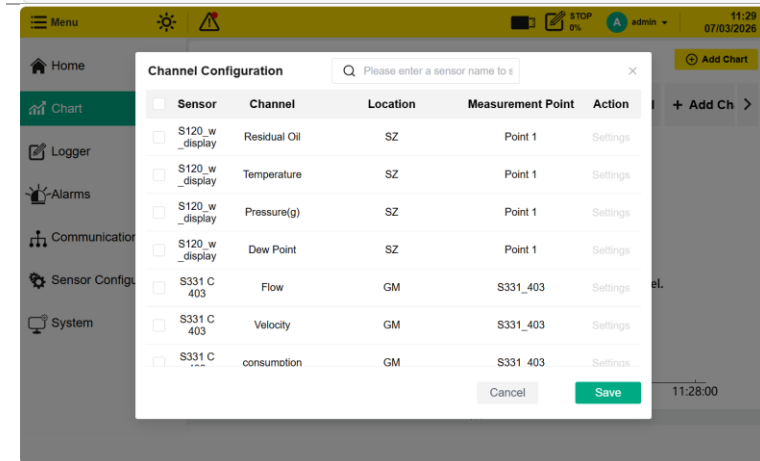 Menu
STOP
0%
A admin
11:29
07/03/2026
Home
Chart
Logger
Alarms
Communication
Sensor Configu
System
Add Chart
+ Add Ch
el.
11:28:00
Channel Configuration
Please enter a sensor name to s
Sensor Channel Location Measurement Point Action
S120_w
_display Residual Oil SZ Point 1 Settings
S120_w
_display Temperature SZ Point 1 Settings
S120_w
_display Pressure(g) SZ Point 1 Settings
S120_w
_display Dew Point SZ Point 1 Settings
S331 C
403 Flow GM S331_403 Settings
S331 C
403 Velocity GM S331_403 Settings
S331 C
consumption GM S331_403 Settings
Cancel Save